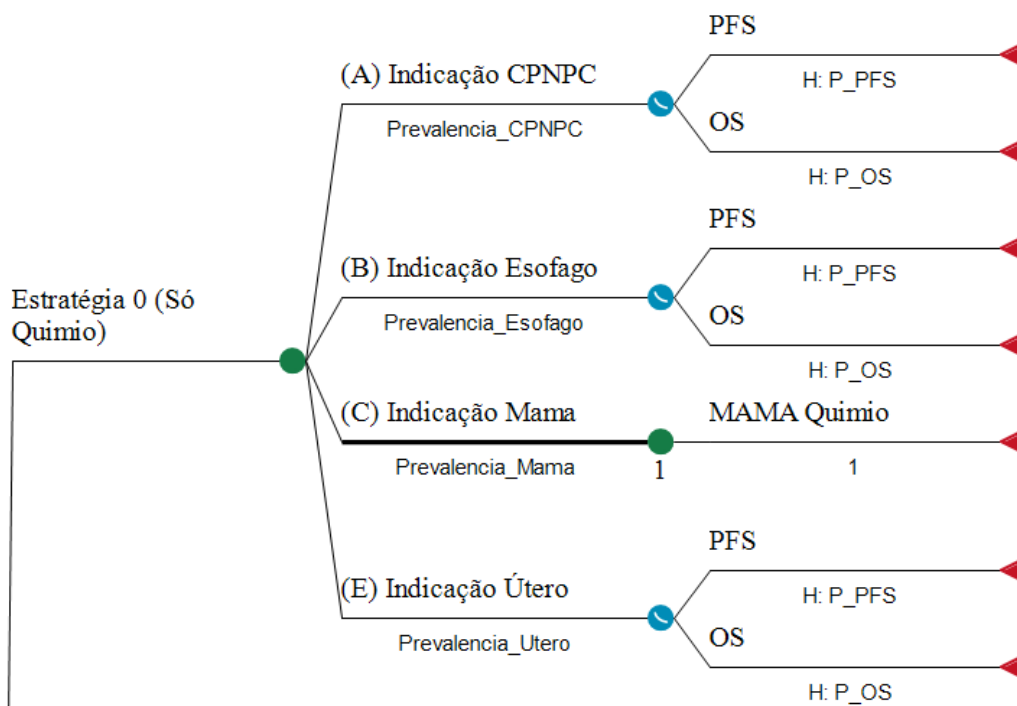 PFS
(A) Indicação CPNPC
H: P_PFS
Prevalencia_CPNPC
OS
H: P_OS
PFS
(B) Indicação Esofago
H: P_PFS
Estratégia 0 (Só
Quimio)
Prevalencia_Esofago
OS
H: P_OS
(C) Indicação Mama
MAMA Quimio
Prevalencia_Mama
1
1
PFS
(E) Indicação Útero
H: P_PFS
Prevalencia_Utero
OS
H: P_OS